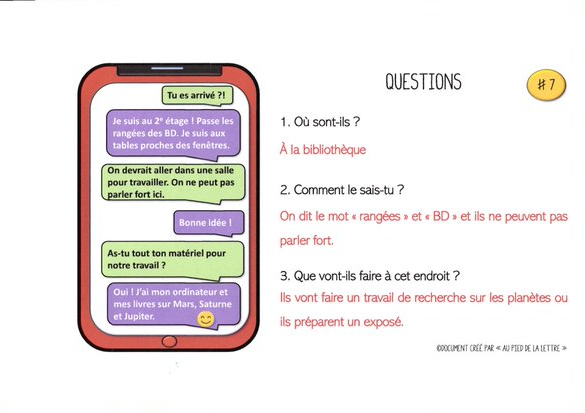 Tu es arrivé ?!
Je suis au 2e étage ! Passe les
rangées des BD. Je suis aux
tables proches des fenêtres.
On devrait aller dans une salle
pour travailler. On ne peut pas
parler fort ici.
Bonne idée !
As-tu tout ton matériel pour
notre travail ?
Oui ! J'ai mon ordinateur et
mes livres sur Mars, Saturne
et Jupiter.
QUESTIONS
# 7
1. Où sont-ils ?
À la bibliothèque
2. Comment le sais-tu ?
On dit le mot « rangées » et « BD » et ils ne peuvent pas
parler fort.
3. Que vont-ils faire à cet endroit ?
Ils vont faire un travail de recherche sur les planètes ou
ils préparent un exposé.
©DOCUMENT CRÉÉ PAR « AU PIED DE LA LETTRE »